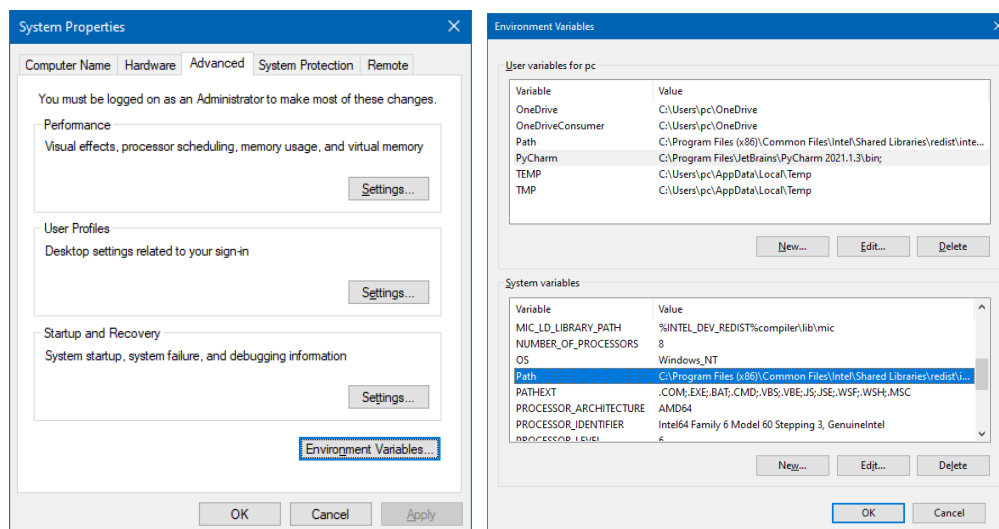 System Properties
Computer Name Hardware Advanced System Protection Remote
You must be logged on as an Administrator to make most of these changes.
Performance
Visual effects, processor scheduling, memory usage, and virtual memory
Settings...
User Profiles
Desktop settings related to your sign-in
Settings...
Startup and Recovery
System startup, system failure, and debugging information
Settings...
Environment Variables...
OK Cancel Apply
Environment Variables
User variables for pc
Variable Value
OneDrive C:\Users\pc\OneDrive
OneDriveConsumer C:\Users\pc\OneDrive
Path C:\Program Files (x86)\Common Files\Intel\Shared Libraries\redist\inte...
PyCharm C:\Program Files\JetBrains\PyCharm 2021.1.3\bin;
TEMP C:\Users\pc\AppData\Local\Temp
TMP C:\Users\pc\AppData\Local\Temp
New... Edit... Delete
System variables
Variable Value
MIC_LD_LIBRARY_PATH %INTEL_DEV_REDIST%compiler\lib\mic
NUMBER_OF_PROCESSORS 8
OS Windows_NT
Path C:\Program Files (x86)\Common Files\Intel\Shared Libraries\redist\i...
PATHEXT .COM;.EXE;.BAT;.CMD;.VBS;.VBE;.JS;.JSE;.WSF;.WSH;.MSC
PROCESSOR_ARCHITECTURE AMD64
PROCESSOR_IDENTIFIER Intel64 Family 6 Model 60 Stepping 3, GenuineIntel
PROCESSOR_LEVEL 6
New... Edit... Delete
OK Cancel